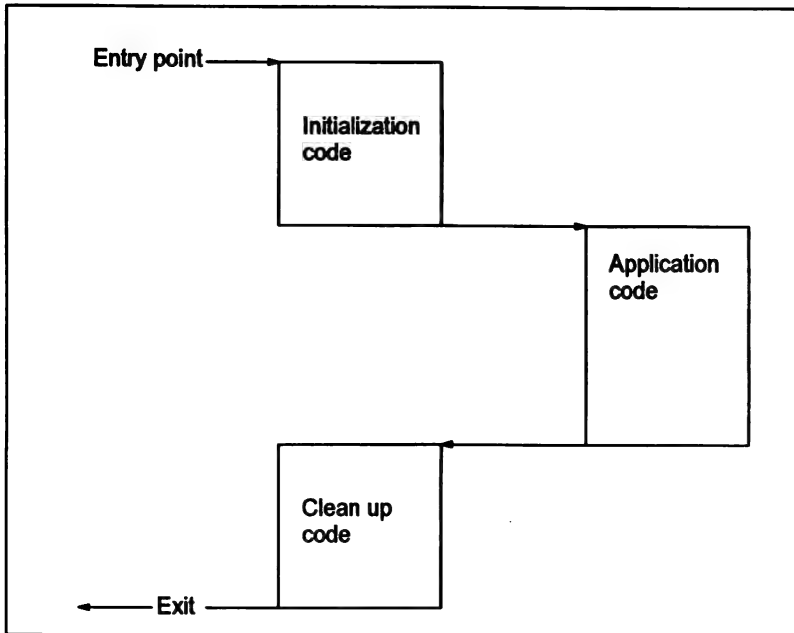 Entry point
Initialization
code
Application
code
Clean up
code
Exit